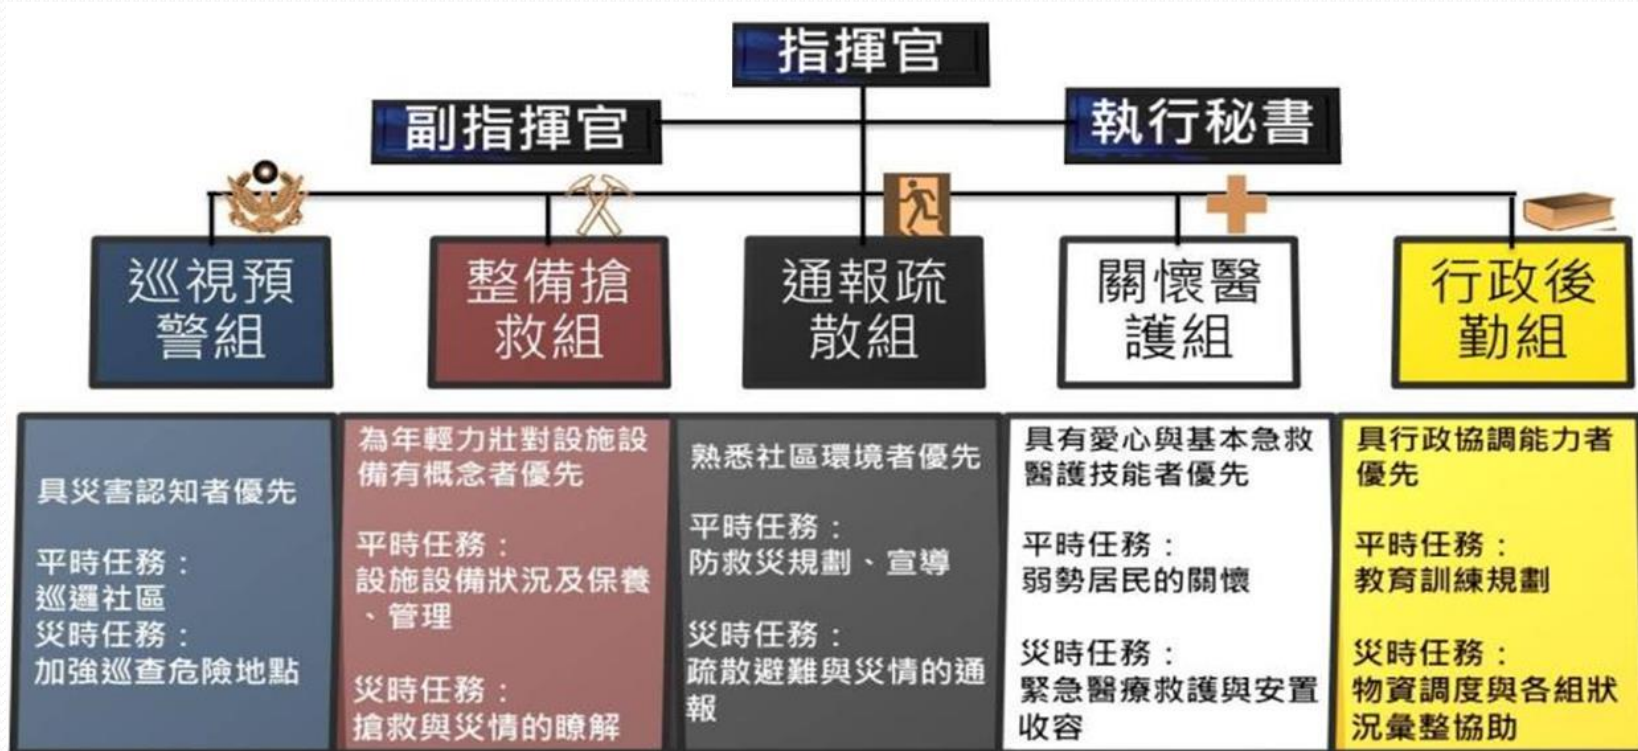 指揮官
副指揮官
執行秘書
巡視預
警組
整備搶
救組
通報疏
散組
關懷醫
護組
行政後
勤組
具災害認知者優先
平時任務：
巡邏社區
災時任務：
加強巡查危險地點
為年輕力壯對設施設
備有概念者優先
平時任務：
設施設備狀況及保養
、管理
災時任務：
搶救與災情的瞭解
熟悉社區環境者優先
平時任務：
防救災規劃、宣導
災時任務：
疏散避難與災情的通
報
具有愛心與基本急救
醫護技能者優先
平時任務：
弱勢居民的關懷
災時任務：
緊急醫療救護與安置
收容
具行政協調能力者
優先
平時任務：
教育訓練規劃
災時任務：
物資調度與各組狀
況彙整協助